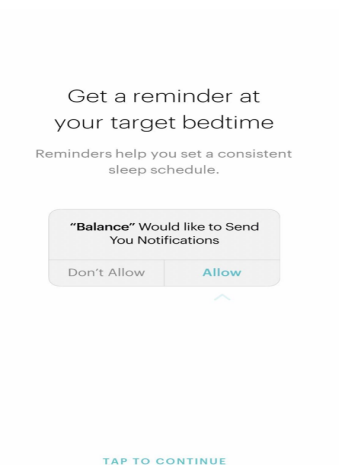 Get a reminder at
your target bedtime
Reminders help you set a consistent
sleep schedule.
"Balance" Would like to Send
You Notifications
Don't Allow Allow
TAP TO CONTINUE